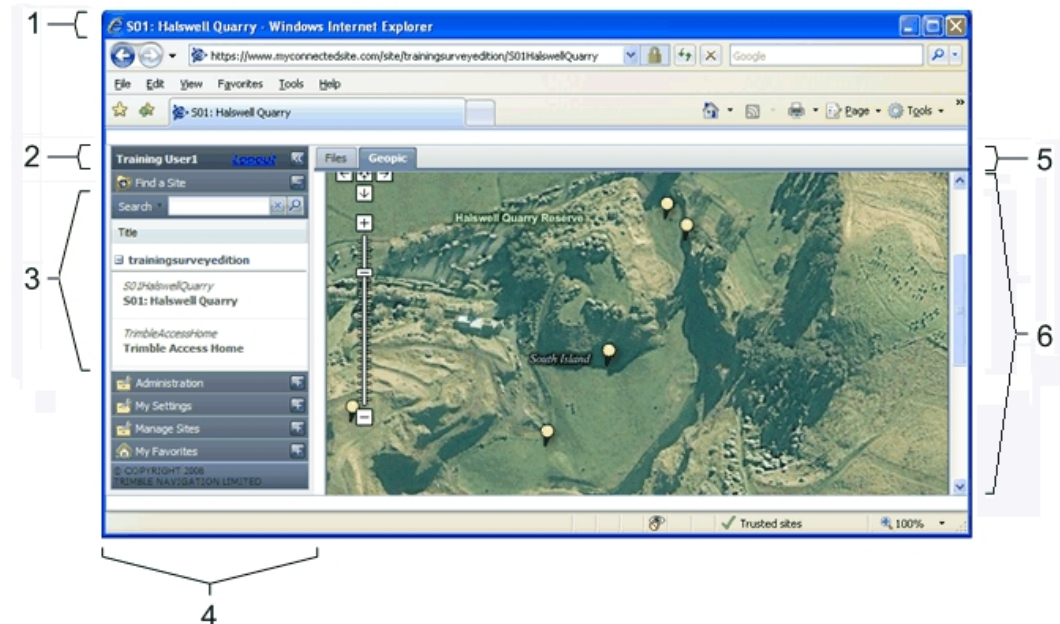 1
S01: Halswell Quarry - Windows Internet Explorer
https://www.myconnectedsite.com/site/trainingsurveyedition/S01HalswellQuarry
Google
File Edit View Favorites Tools Help
S01: Halswell Quarry
Page Tools
2
Training User1 Logout
Files Geopic
5
Find a Site
Search
Title
trainingsurveyedition
3
S01HalswellQuarry
S01: Halswell Quarry
TrimbleAccessHome
Trimble Access Home
Administration
My Settings
Manage Sites
My Favorites
© COPYRIGHT 2008
TRIMBLE NAVIGATION LIMITED
Halswell Quarry Reserve
South Island
6
Trusted sites
100%
4